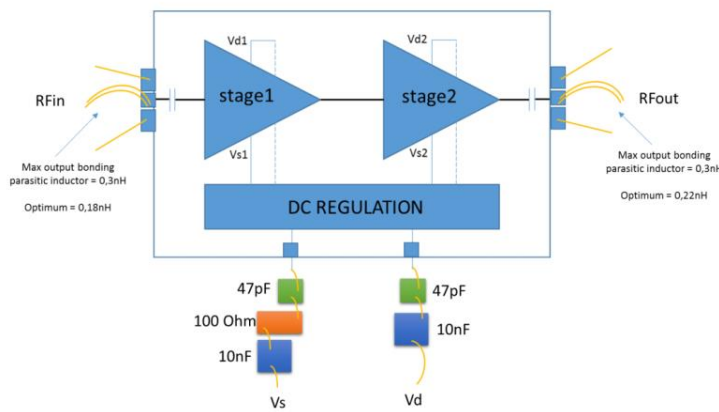 Vd1
Vd2
RFin
stage1
stage2
RFout
Vs1
Vs2
Max output bonding
parasitic inductor = 0,3nH
Optimum = 0,18nH
Max output bonding
parasitic inductor = 0,3nH
Optimum = 0,22nH
DC REGULATION
47pF
47pF
100 Ohm
10nF
10nF
Vs
Vd